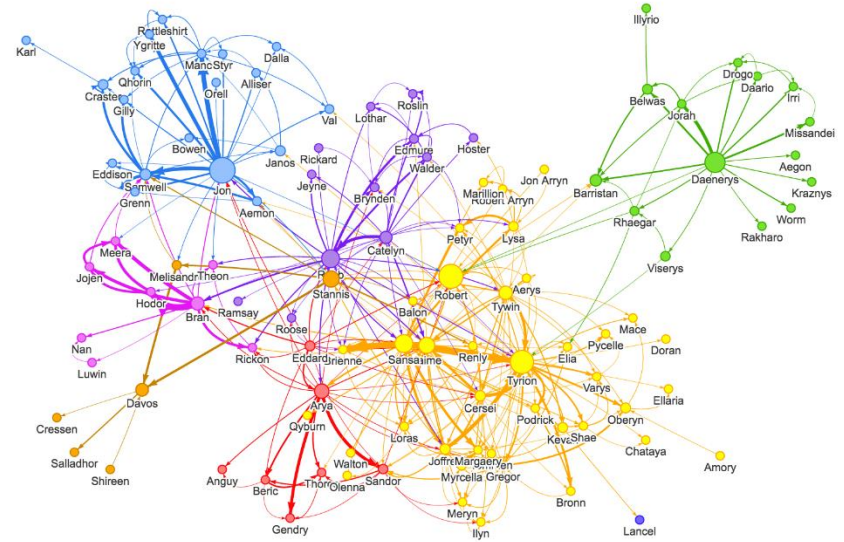 Illyrio
Rattleshirt
Ygritte
Karl
Styr
Dalla
Drogo
Daario
Qhorin
Alliser
Irri
Craster
Orell
Belwas
Roslin
Gilly
Lothar
Jorah
Val
Missandei
Bowen
Edmure
Hoster
Janos
Rickard
Walder
Aegon
Eddison
Samwell
Jon
Jeyne
Jon Arryn
Daenerys
Kraznys
Grenn
Brynden
Marillion
Robert Arryn
Barristan
Aemon
Worm
Rhaegar
Rakharo
Petyr
Lysa
Meera
Catelyn
Viserys
Jojen
Theon
Stannis
Robert
Aerys
Hodor
Tywin
Bran
Ramsay
Balon
Roose
Mace
Nan
Rickon
Eddard
Sansa
Renly
Elia
Pycelle
Doran
Luwin
Tyrion
Varys
Davos
Arya
Cersei
Ellaria
Cressen
Qyburn
Loras
Podrick
Shae
Oberyn
Chataya
Salladhor
Walton
Joffrey
Margaery
Amory
Shireen
Anguy
Beric
Olenna
Sandor
Myrcella
Gregor
Bronn
Gendry
Meryn
Lancel
Ilyn